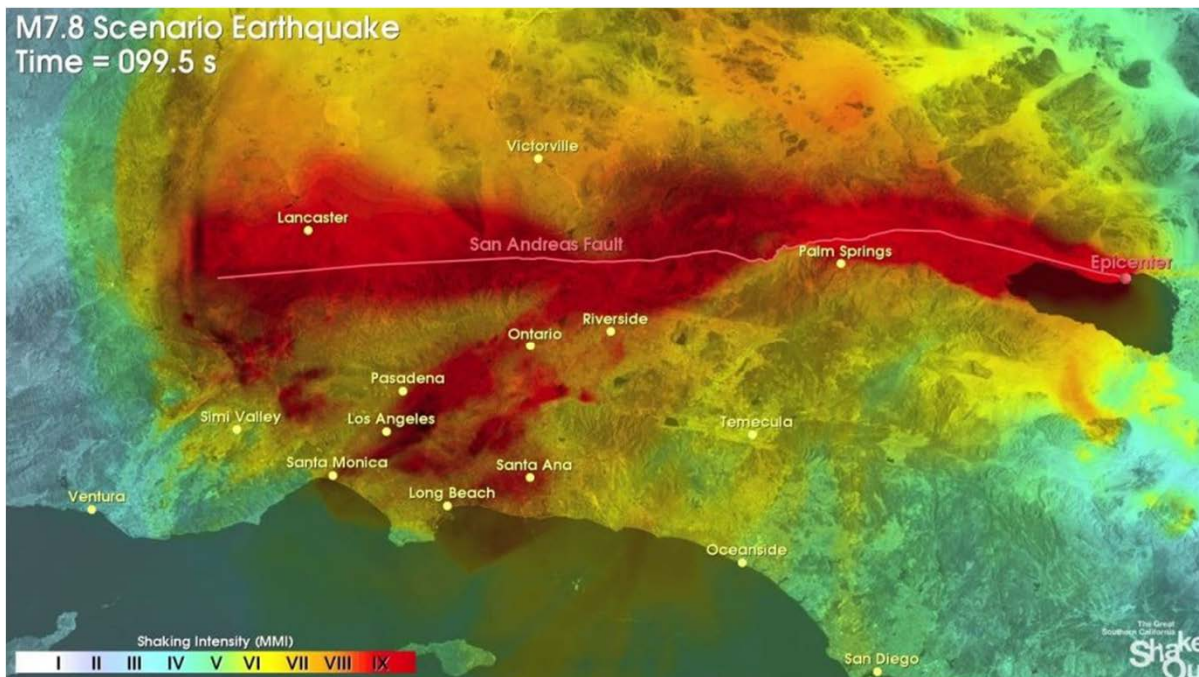 M7.8 Scenario Earthquake
Time = 099.5 s
Victorville
Lancaster
San Andreas Fault
Palm Springs
Epicenter
Riverside
Ontario
Pasadena
Simi Valley
Los Angeles
Temecula
Santa Monica
Santa Ana
Long Beach
Ventura
Oceanside
Shaking Intensity (MMI)
I II III IV V VI VII VIII IX
San Diego
The Great
Southern California
Shake
Ou